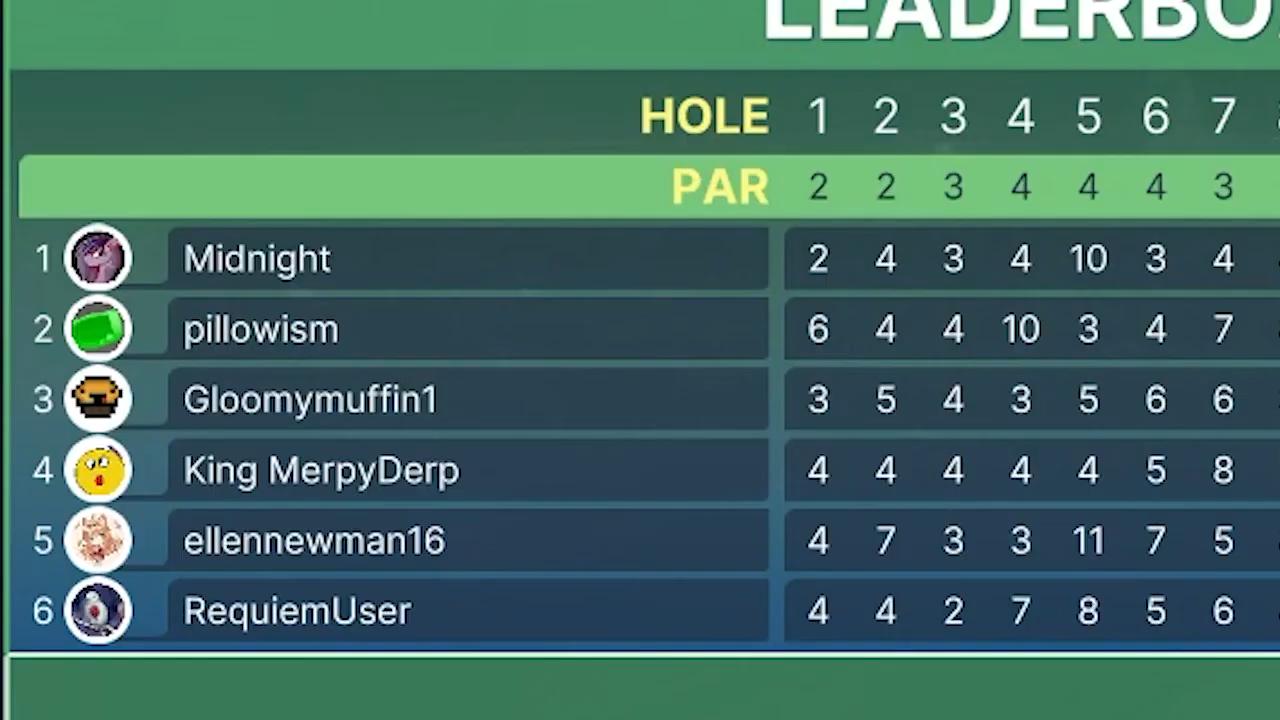 LEADERBO
HOLE 1 2 3 4 5 6 7
PAR 2 2 3 4 4 4 3
1 Midnight 2 4 3 4 10 3 4
2 pillowism 6 4 4 10 3 4 7
3 Gloomymuffin1 3 5 4 3 5 6 6
4 King MerpyDerp 4 4 4 4 4 5 8
5 ellennewman16 4 7 3 3 11 7 5
6 RequiemUser 4 4 2 7 8 5 6